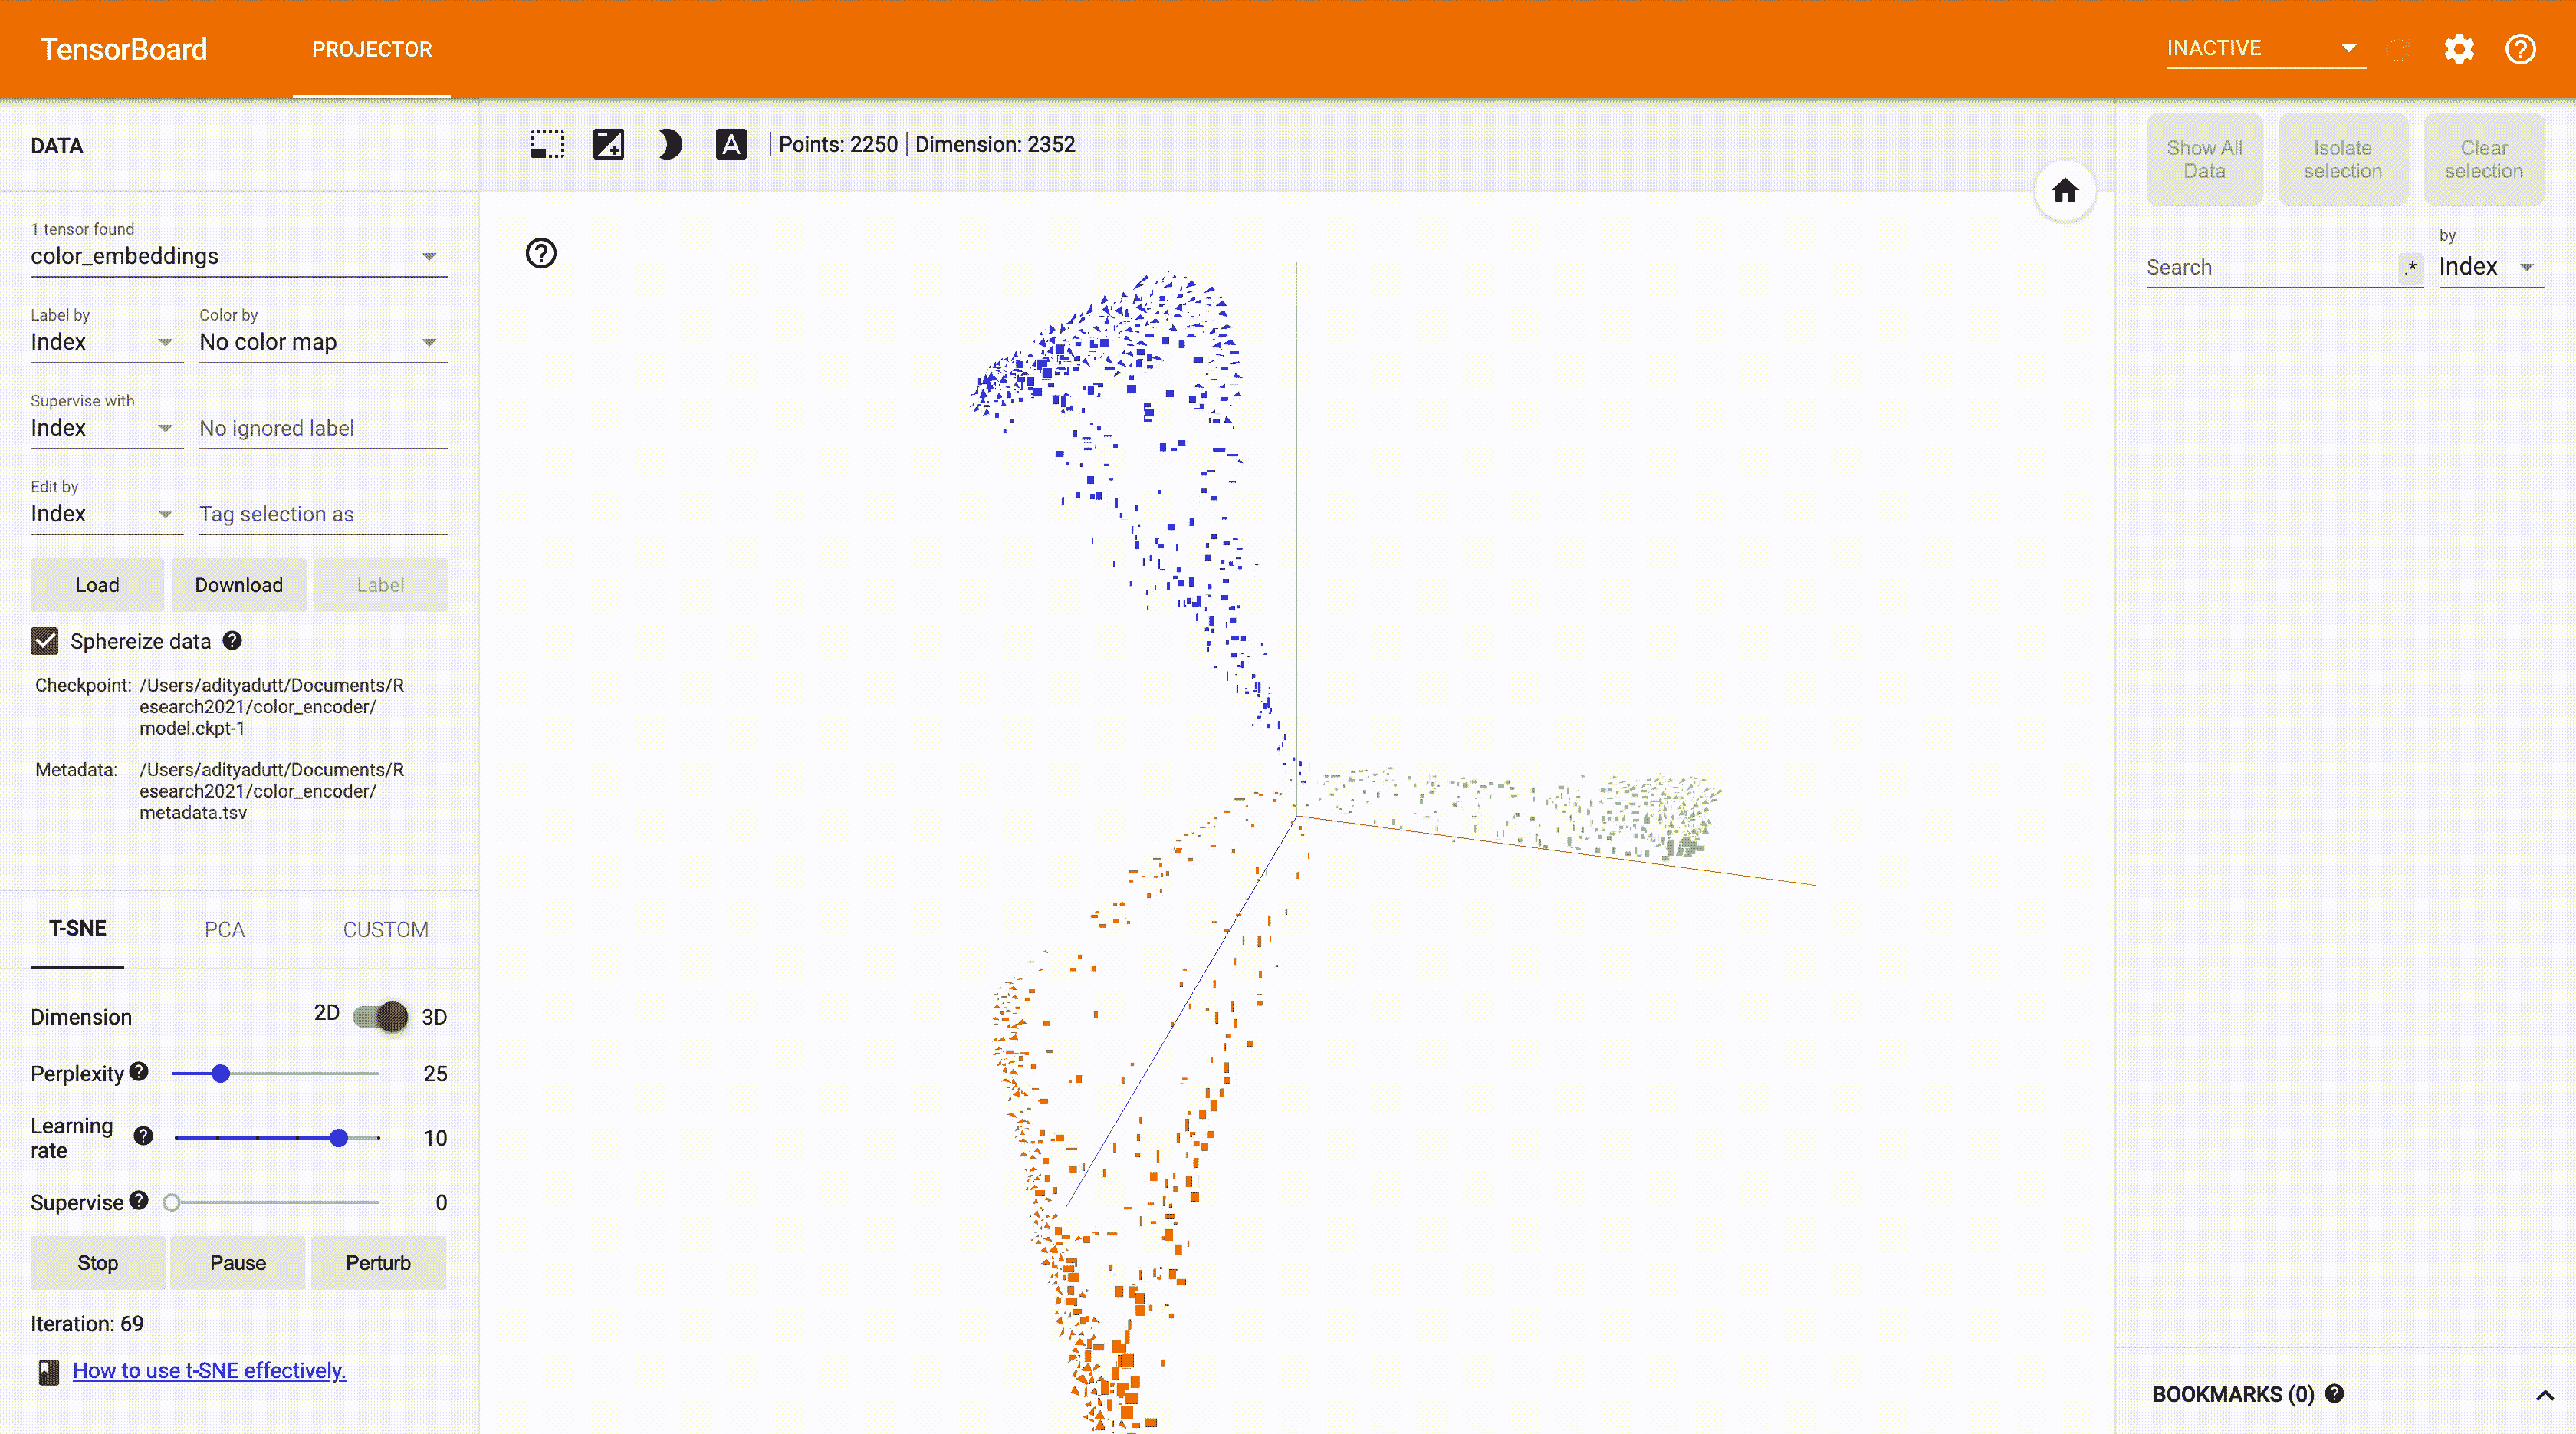 TensorBoard
PROJECTOR
INACTIVE
DATA
A
Points: 2250
Dimension: 2352
Show All
Data
Isolate
selection
Clear
selection
1 tensor found
color_embeddings
Label by
Index
Color by
No color map
Supervise with
Index
No ignored label
Edit by
Index
Tag selection as
Load
Download
Label
Sphereize data
Checkpoint:
/Users/adityadutt/Documents/R
esearch2021/color_encoder/
model.ckpt-1
Metadata:
/Users/adityadutt/Documents/R
esearch2021/color_encoder/
metadata.tsv
T-SNE
PCA
CUSTOM
Dimension
2D
3D
Perplexity
25
Learning
rate
10
Supervise
0
Stop
Pause
Perturb
Iteration: 69
How to use t-SNE effectively.
Search
.*
by
Index
BOOKMARKS (0)